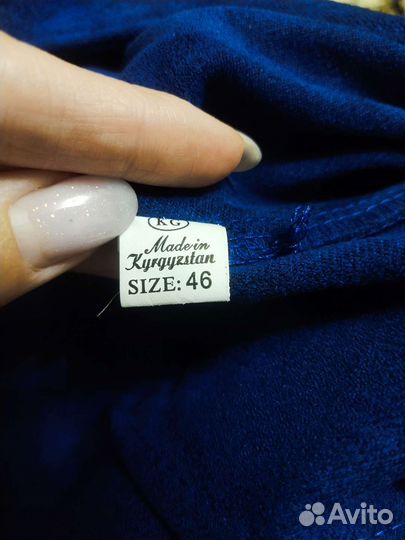 KG
Made in
Kyrgyzstan
SIZE: 46
Avito